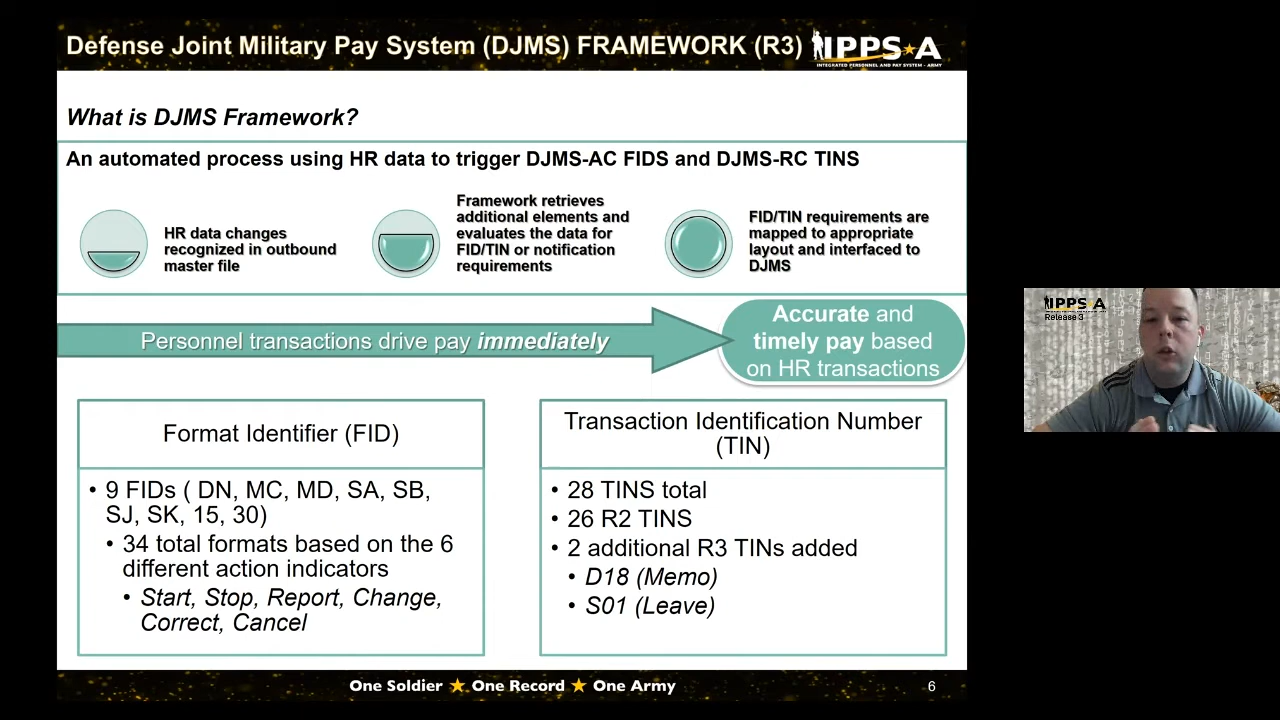 Defense Joint Military Pay System (DJMS) FRAMEWORK (R3)
IPPS★A
INTEGRATED PERSONNEL AND PAY SYSTEM - ARMY
What is DJMS Framework?
An automated process using HR data to trigger DJMS-AC FIDS and DJMS-RC TINS
HR data changes
recognized in outbound
master file
Framework retrieves
additional elements and
evaluates the data for
FID/TIN or notification
requirements
FID/TIN requirements are
mapped to appropriate
layout and interfaced to
DJMS
Personnel transactions drive pay immediately
Accurate and
timely pay based
on HR transactions
Format Identifier (FID)
• 9 FIDs ( DN, MC, MD, SA, SB,
SJ, SK, 15, 30)
• 34 total formats based on the 6
different action indicators
• Start, Stop, Report, Change,
Correct, Cancel
Transaction Identification Number
(TIN)
• 28 TINS total
• 26 R2 TINS
• 2 additional R3 TINs added
• D18 (Memo)
• S01 (Leave)
One Soldier ★ One Record ★ One Army
6
IPPS★A
Release 3